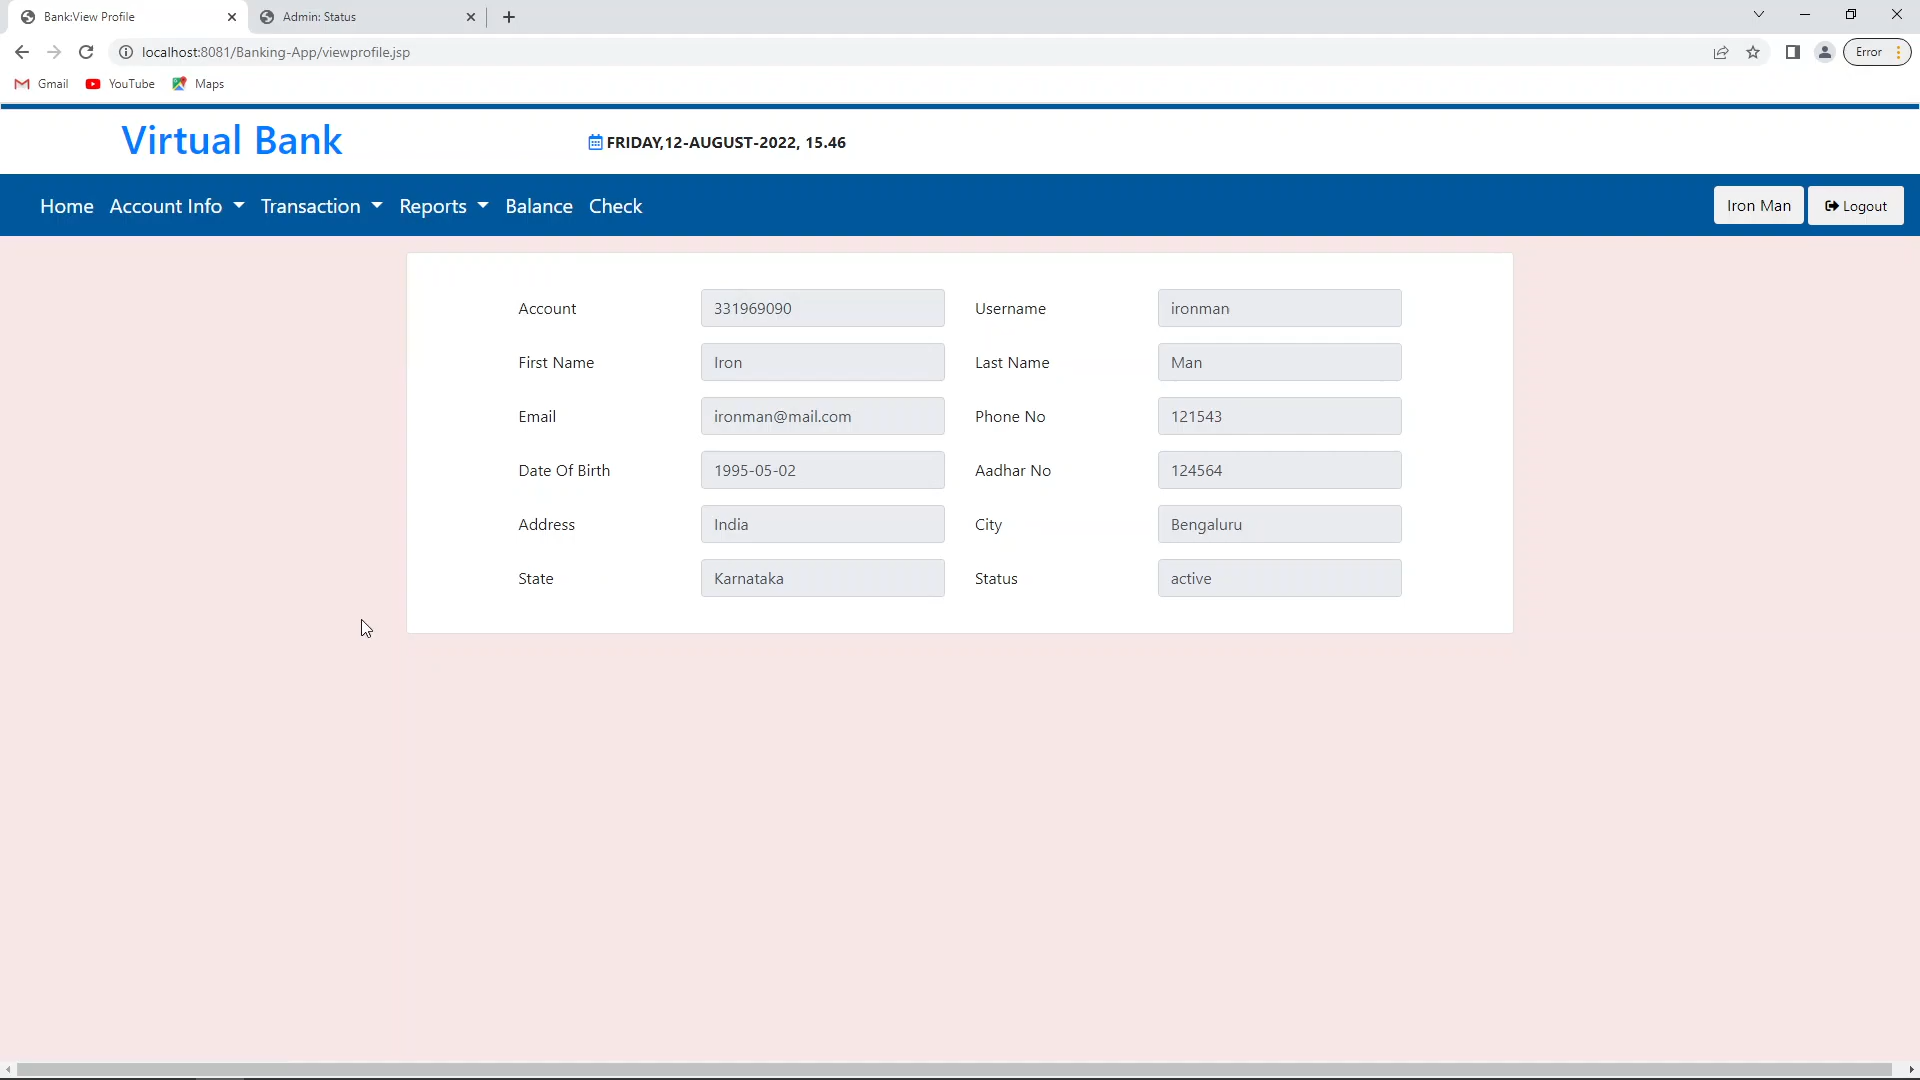 Bank:View Profile Admin: Status
localhost:8081/Banking-App/viewprofile.jsp Error
Gmail YouTube Maps
Virtual Bank FRIDAY,12-AUGUST-2022, 15.46
Home Account Info Transaction Reports Balance Check Iron Man Logout
Account 331969090 Username ironman
First Name Iron Last Name Man
Email ironman@mail.com Phone No 121543
Date Of Birth 1995-05-02 Aadhar No 124564
Address India City Bengaluru
State Karnataka Status active